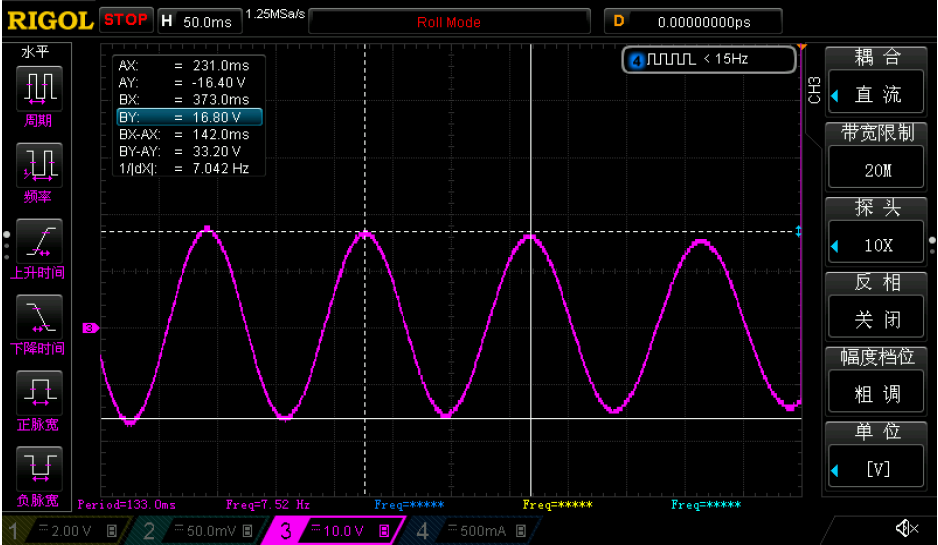 RIGOL STOP H 50.0ms 1.25MSa/s Roll Mode D 0.00000000ps
水平
周期
频率
上升时间
下降时间
正脉宽
负脉宽
AX: = 231.0ms
AY: = -16.40 V
BX: = 373.0ms
BY: = 16.80 V
BX-AX: = 142.0ms
BY-AY: = 33.20 V
1/|dX|: = 7.042 Hz
4 < 15Hz
3
CH3
耦 合
直 流
带宽限制
20M
探 头
10X
反 相
关 闭
幅度档位
粗 调
单 位
[V]
Period=133.0ms Freq=7.52 Hz Freq=***** Freq=***** Freq=*****
1 2.00 V B 2 50.0mV B 3 10.0 V B 4 500mA B